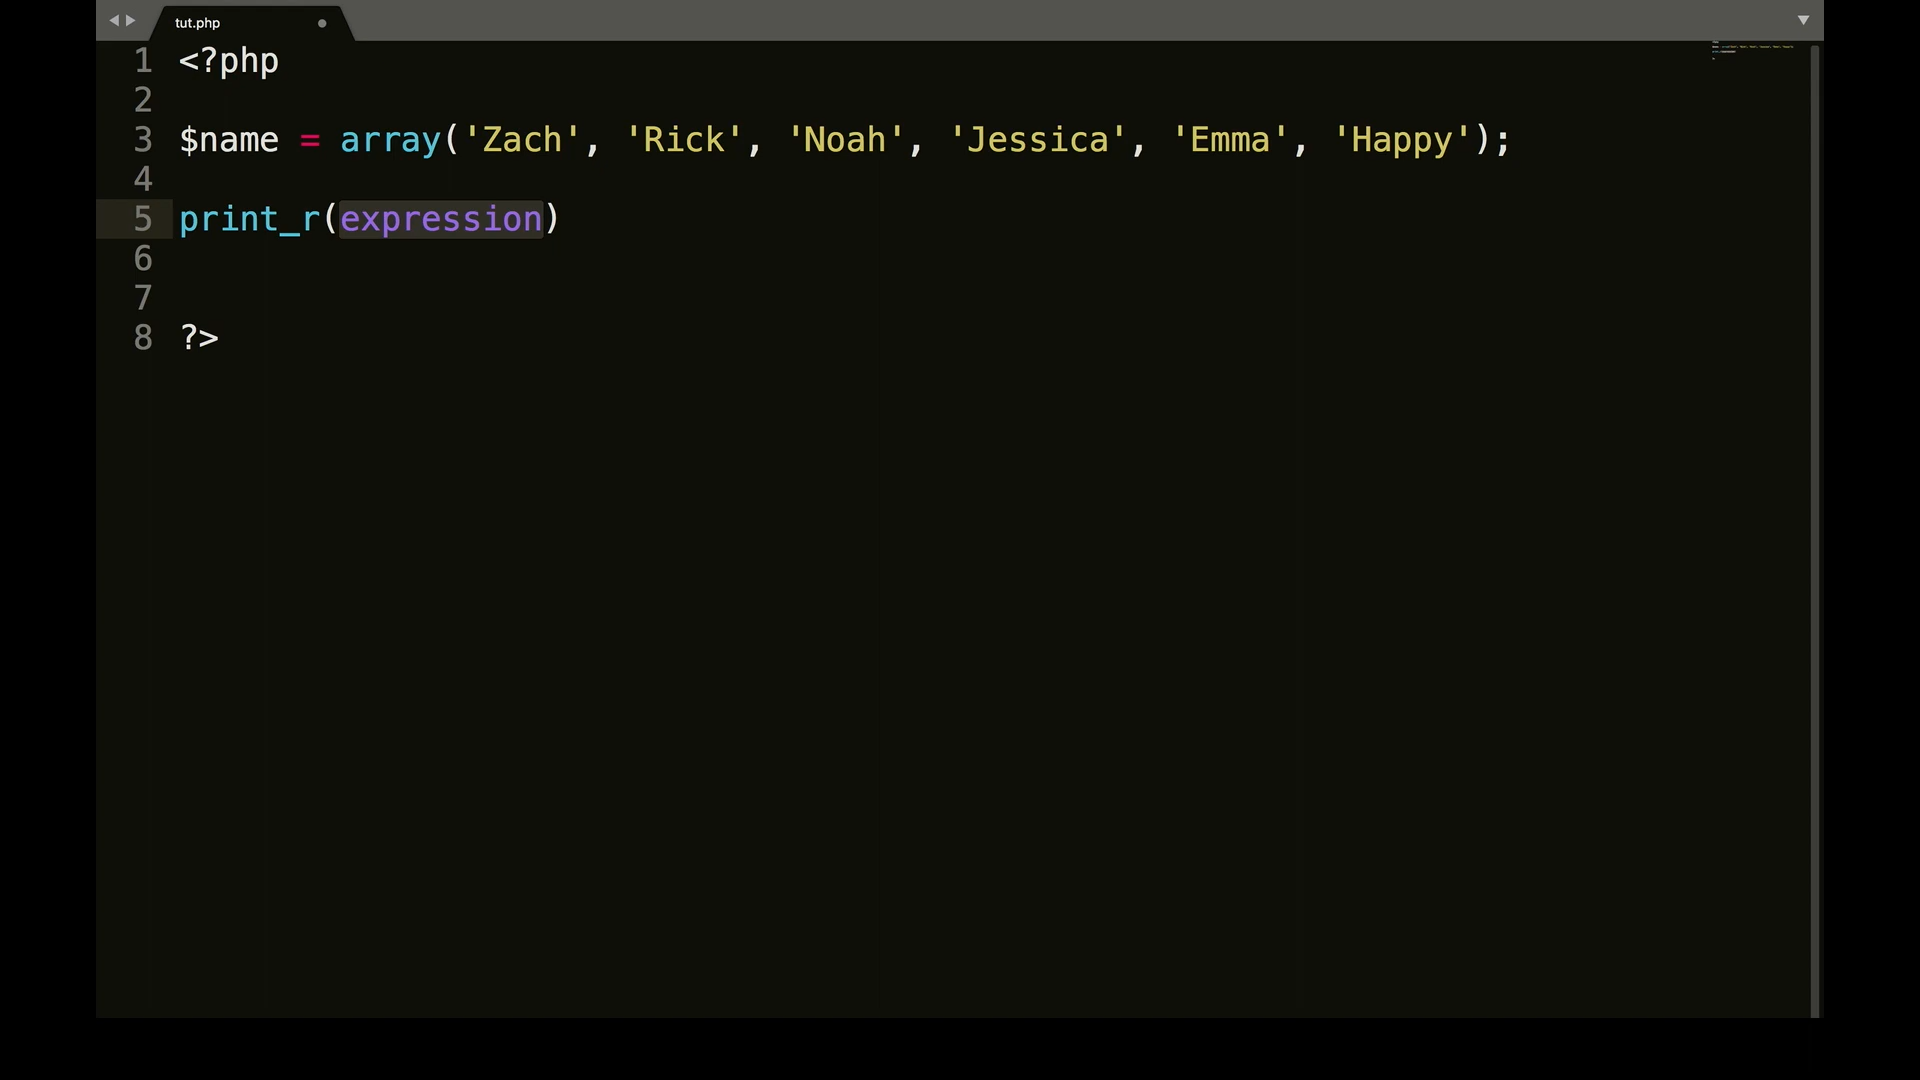 tut.php
1 <?php
2
3 $name = array('Zach', 'Rick', 'Noah', 'Jessica', 'Emma', 'Happy');
4
5 print_r(expression)
6
7
8 ?>